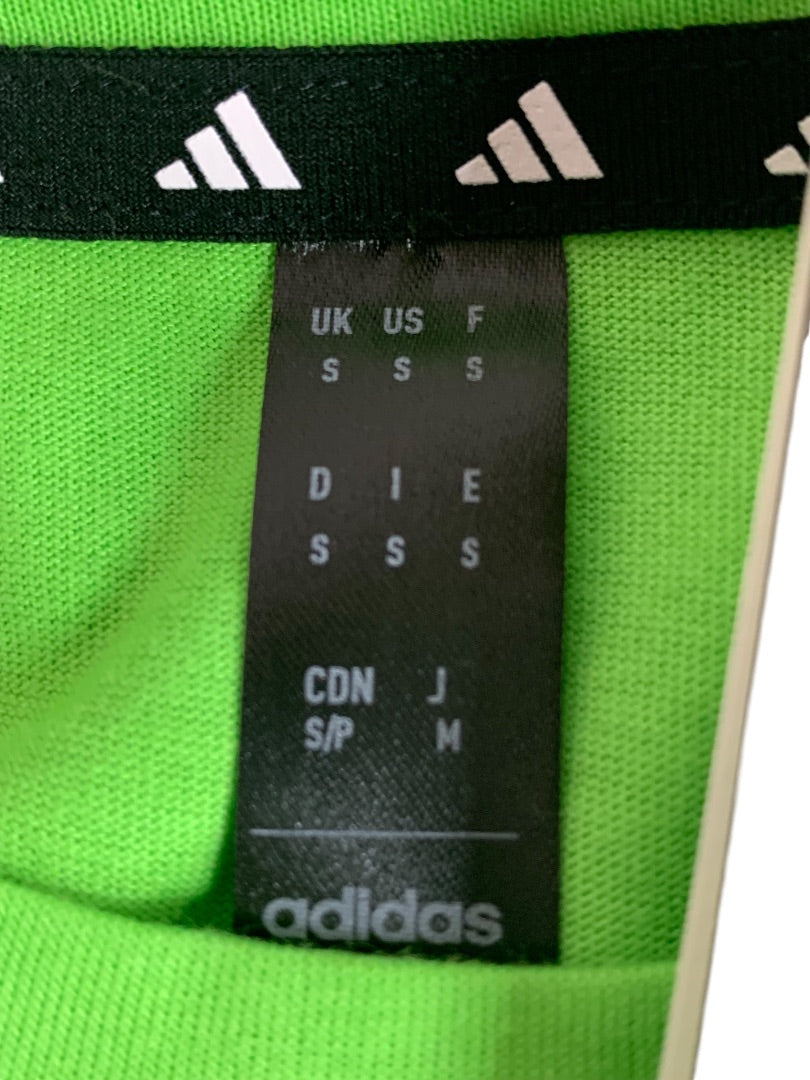 UK US F
S S S
D I E
S S S
CDN J
S/P M
adidas